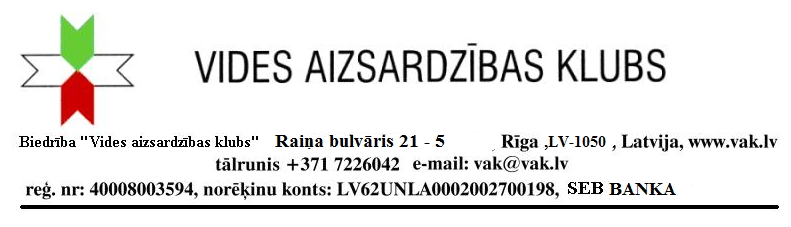 VIDES AIZSARDZĪBAS KLUBS
Biedrība "Vides aizsardzības klubs" Raiņa bulvāris 21 - 5 , Rīga ,LV-1050 , Latvija, www.vak.lv
tālrunis +371 7226042 e-mail: vak@vak.lv
reģ. nr: 40008003594, norēķinu konts: LV62UNLA0002002700198, SEB BANKA